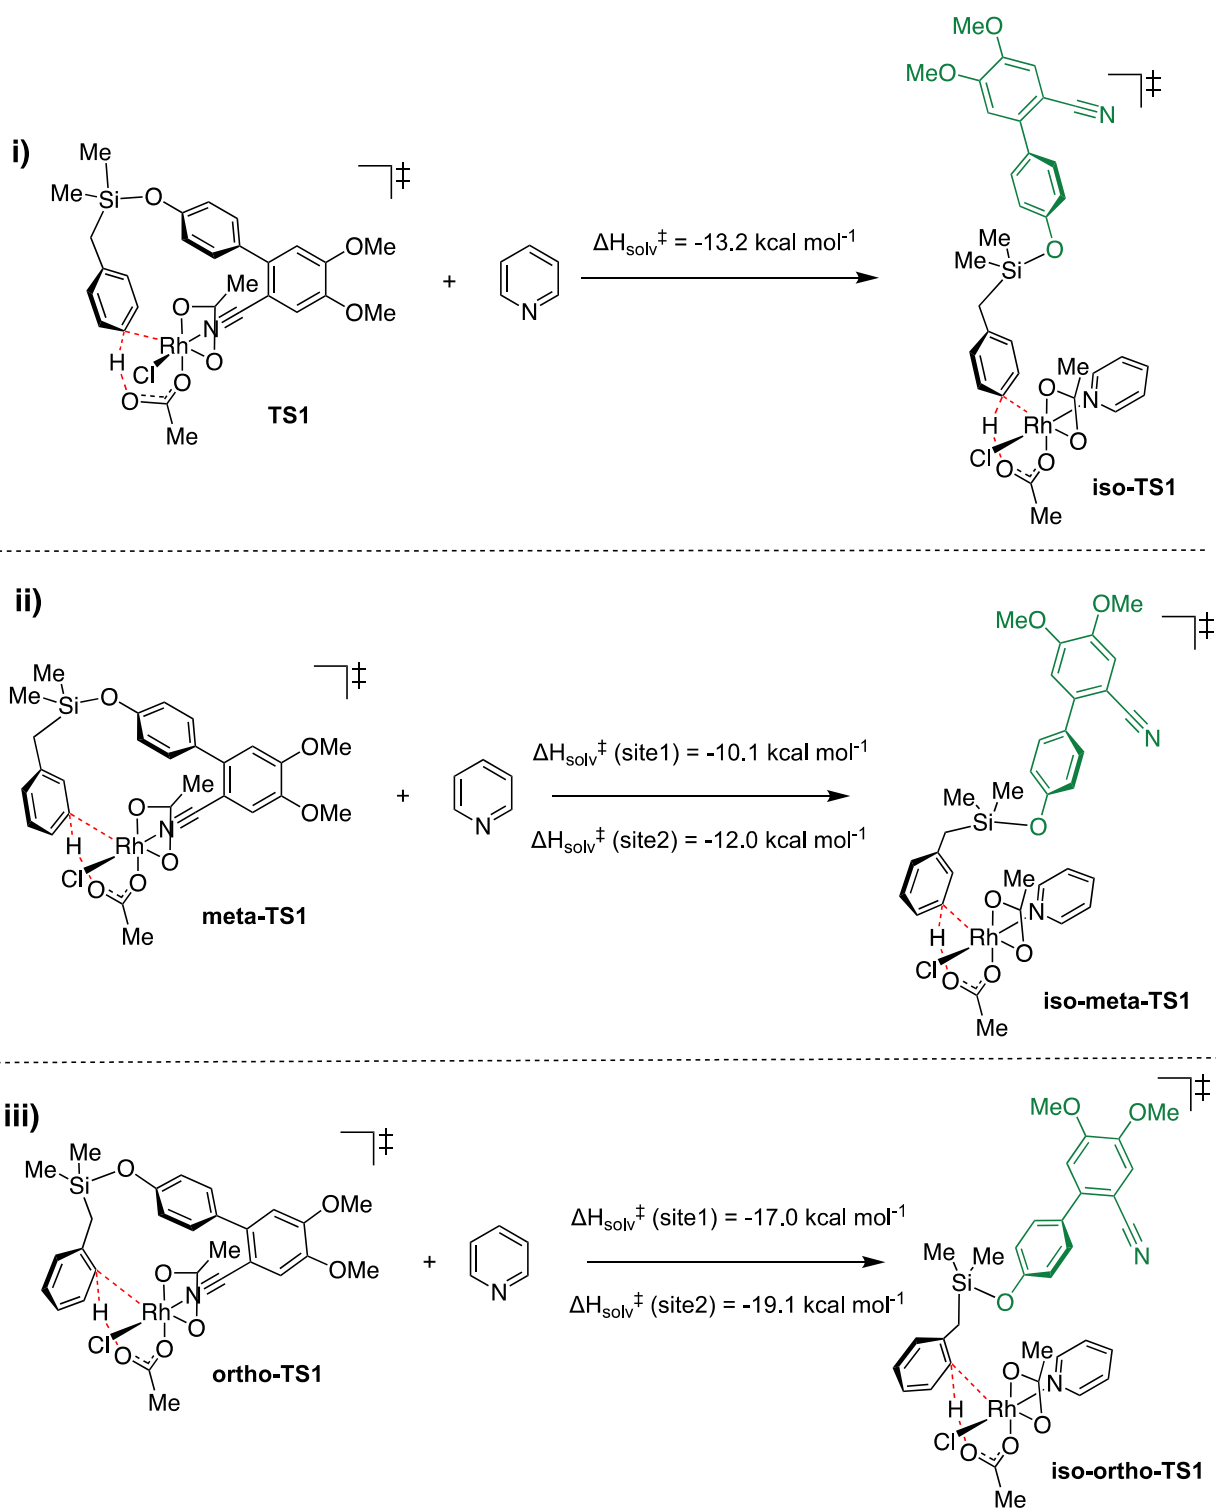 i)
Me
Me
Si
O
OMe
OMe
Me
O
N
Rh
O
Cl
H
O
O
Me
‡
TS1
+
N
ΔH_solv^‡ = -13.2 kcal mol^-1
MeO
MeO
N
‡
O
Me
Me
Si
Me
O
N
Rh
O
H
Cl
O
O
Me
iso-TS1
ii)
Me
Me
Si
O
OMe
OMe
Me
O
N
Rh
O
H
Cl
O
O
Me
‡
meta-TS1
+
N
ΔH_solv^‡ (site1) = -10.1 kcal mol^-1
ΔH_solv^‡ (site2) = -12.0 kcal mol^-1
MeO
OMe
N
‡
Me
Me
Si
O
Me
O
N
Rh
O
H
Cl
O
O
Me
iso-meta-TS1
iii)
Me
Me
Si
O
OMe
OMe
Me
O
N
Rh
O
H
Cl
O
O
Me
‡
ortho-TS1
+
N
ΔH_solv^‡ (site1) = -17.0 kcal mol^-1
ΔH_solv^‡ (site2) = -19.1 kcal mol^-1
MeO
OMe
N
‡
Me
Me
Si
O
Me
O
N
Rh
O
H
Cl
O
O
Me
iso-ortho-TS1